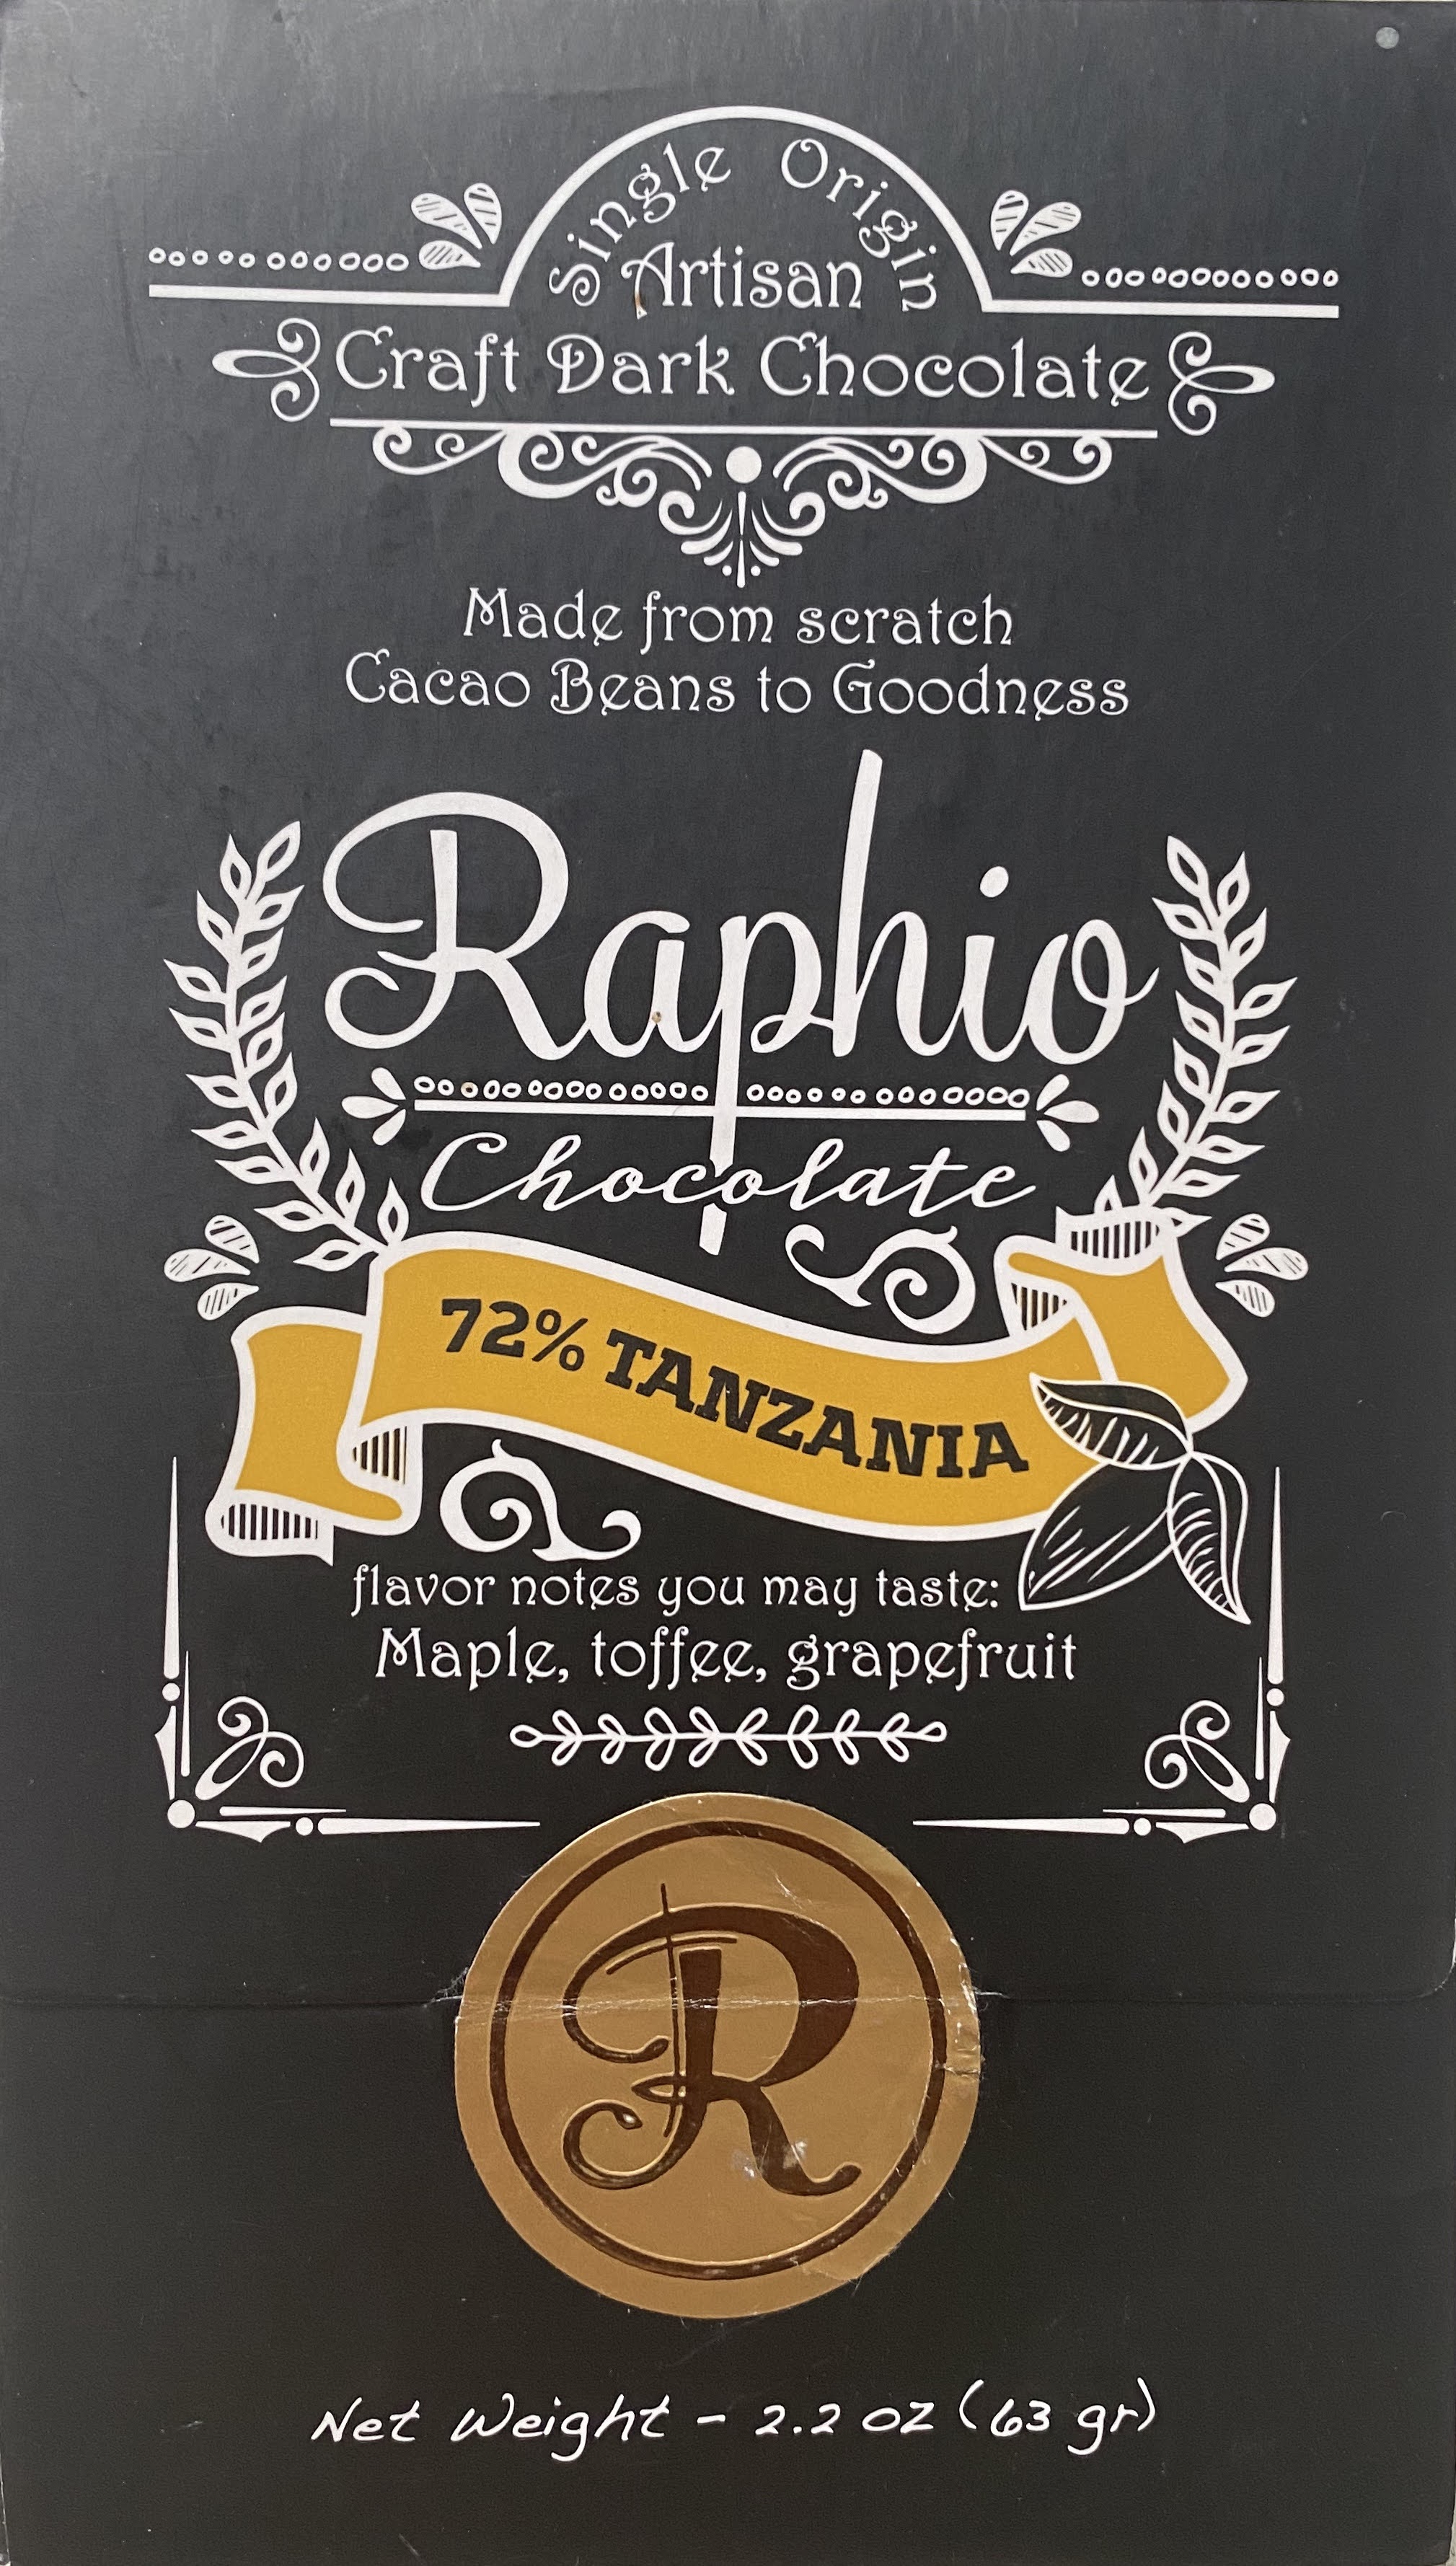 Single Origin
Artisan
Craft Dark Chocolate
Made from scratch
Cacao Beans to Goodness
Raphio
Chocolate
72% TANZANIA
flavor notes you may taste:
Maple, toffee, grapefruit
R
Net Weight - 2.2 oz (63 gr)